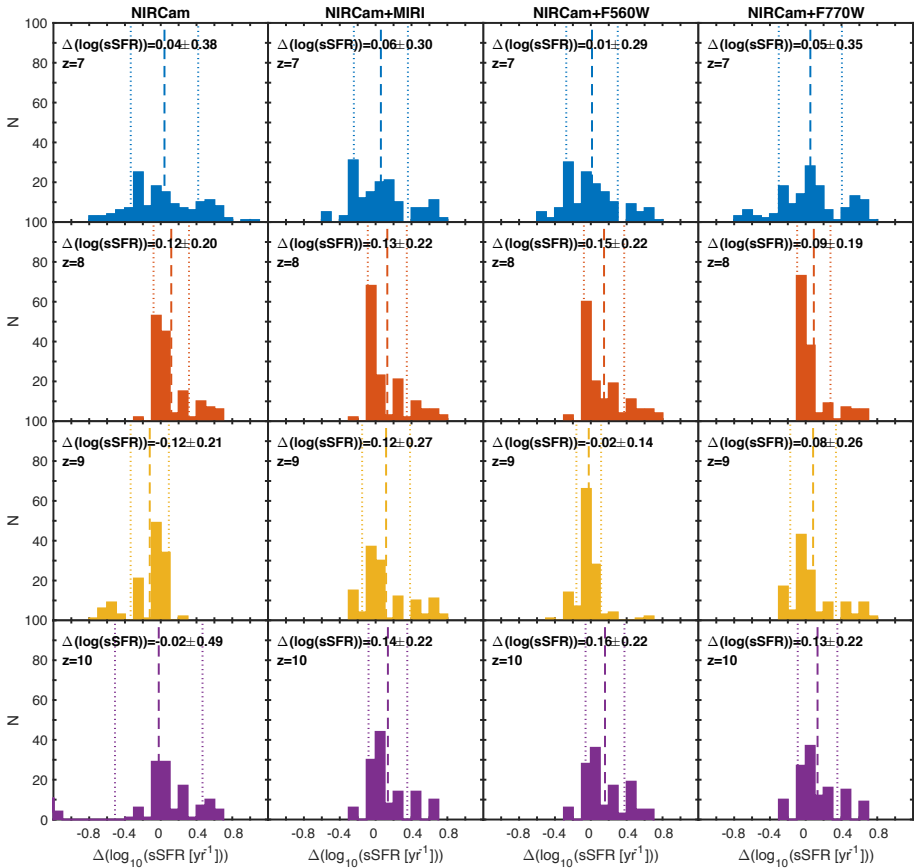 NIRCam NIRCam+MIRI NIRCam+F560W NIRCam+F770W
100
Δ(log(sSFR))=0.04±0.38 Δ(log(sSFR))=0.06±0.30 Δ(log(sSFR))=0.01±0.29 Δ(log(sSFR))=0.05±0.35
z=7 z=7 z=7 z=7
80
60
N
40
20
100
Δ(log(sSFR))=0.12±0.20 Δ(log(sSFR))=0.13±0.22 Δ(log(sSFR))=0.15±0.22 Δ(log(sSFR))=0.09±0.19
z=8 z=8 z=8 z=8
80
60
N
40
20
100
Δ(log(sSFR))=-0.12±0.21 Δ(log(sSFR))=0.12±0.27 Δ(log(sSFR))=-0.02±0.14 Δ(log(sSFR))=0.08±0.26
z=9 z=9 z=9 z=9
80
60
N
40
20
100
Δ(log(sSFR))=-0.02±0.49 Δ(log(sSFR))=0.14±0.22 Δ(log(sSFR))=0.16±0.22 Δ(log(sSFR))=0.13±0.22
z=10 z=10 z=10 z=10
80
60
N
40
20
0
-0.8 -0.4 0 0.4 0.8 -0.8 -0.4 0 0.4 0.8 -0.8 -0.4 0 0.4 0.8 -0.8 -0.4 0 0.4 0.8
Δ(log₁₀(sSFR [yr⁻¹])) Δ(log₁₀(sSFR [yr⁻¹])) Δ(log₁₀(sSFR [yr⁻¹])) Δ(log₁₀(sSFR [yr⁻¹]))